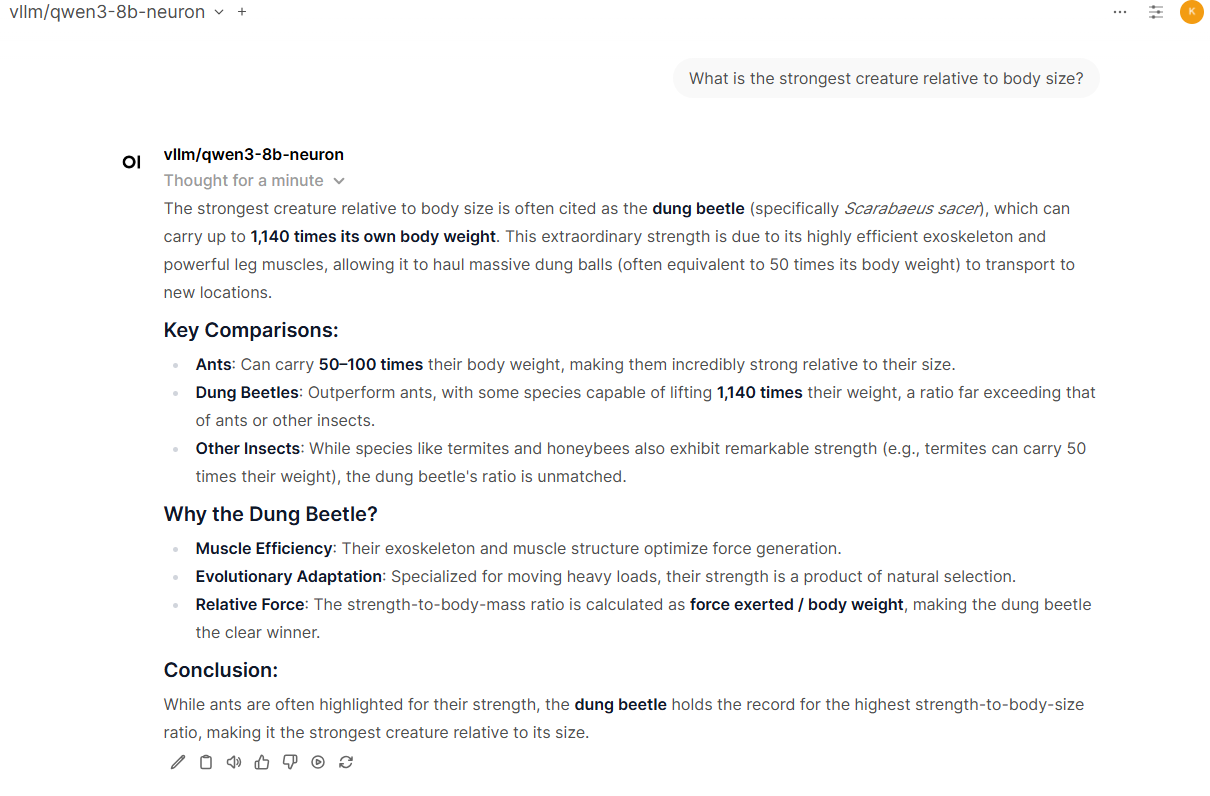 vllm/qwen3-8b-neuron
K
What is the strongest creature relative to body size?
OI
vllm/qwen3-8b-neuron
Thought for a minute
The strongest creature relative to body size is often cited as the dung beetle (specifically Scarabaeus sacer), which can
carry up to 1,140 times its own body weight. This extraordinary strength is due to its highly efficient exoskeleton and
powerful leg muscles, allowing it to haul massive dung balls (often equivalent to 50 times its body weight) to transport to
new locations.
Key Comparisons:
Ants: Can carry 50–100 times their body weight, making them incredibly strong relative to their size.
Dung Beetles: Outperform ants, with some species capable of lifting 1,140 times their weight, a ratio far exceeding that
of ants or other insects.
Other Insects: While species like termites and honeybees also exhibit remarkable strength (e.g., termites can carry 50
times their weight), the dung beetle's ratio is unmatched.
Why the Dung Beetle?
Muscle Efficiency: Their exoskeleton and muscle structure optimize force generation.
Evolutionary Adaptation: Specialized for moving heavy loads, their strength is a product of natural selection.
Relative Force: The strength-to-body-mass ratio is calculated as force exerted / body weight, making the dung beetle
the clear winner.
Conclusion:
While ants are often highlighted for their strength, the dung beetle holds the record for the highest strength-to-body-size
ratio, making it the strongest creature relative to its size.